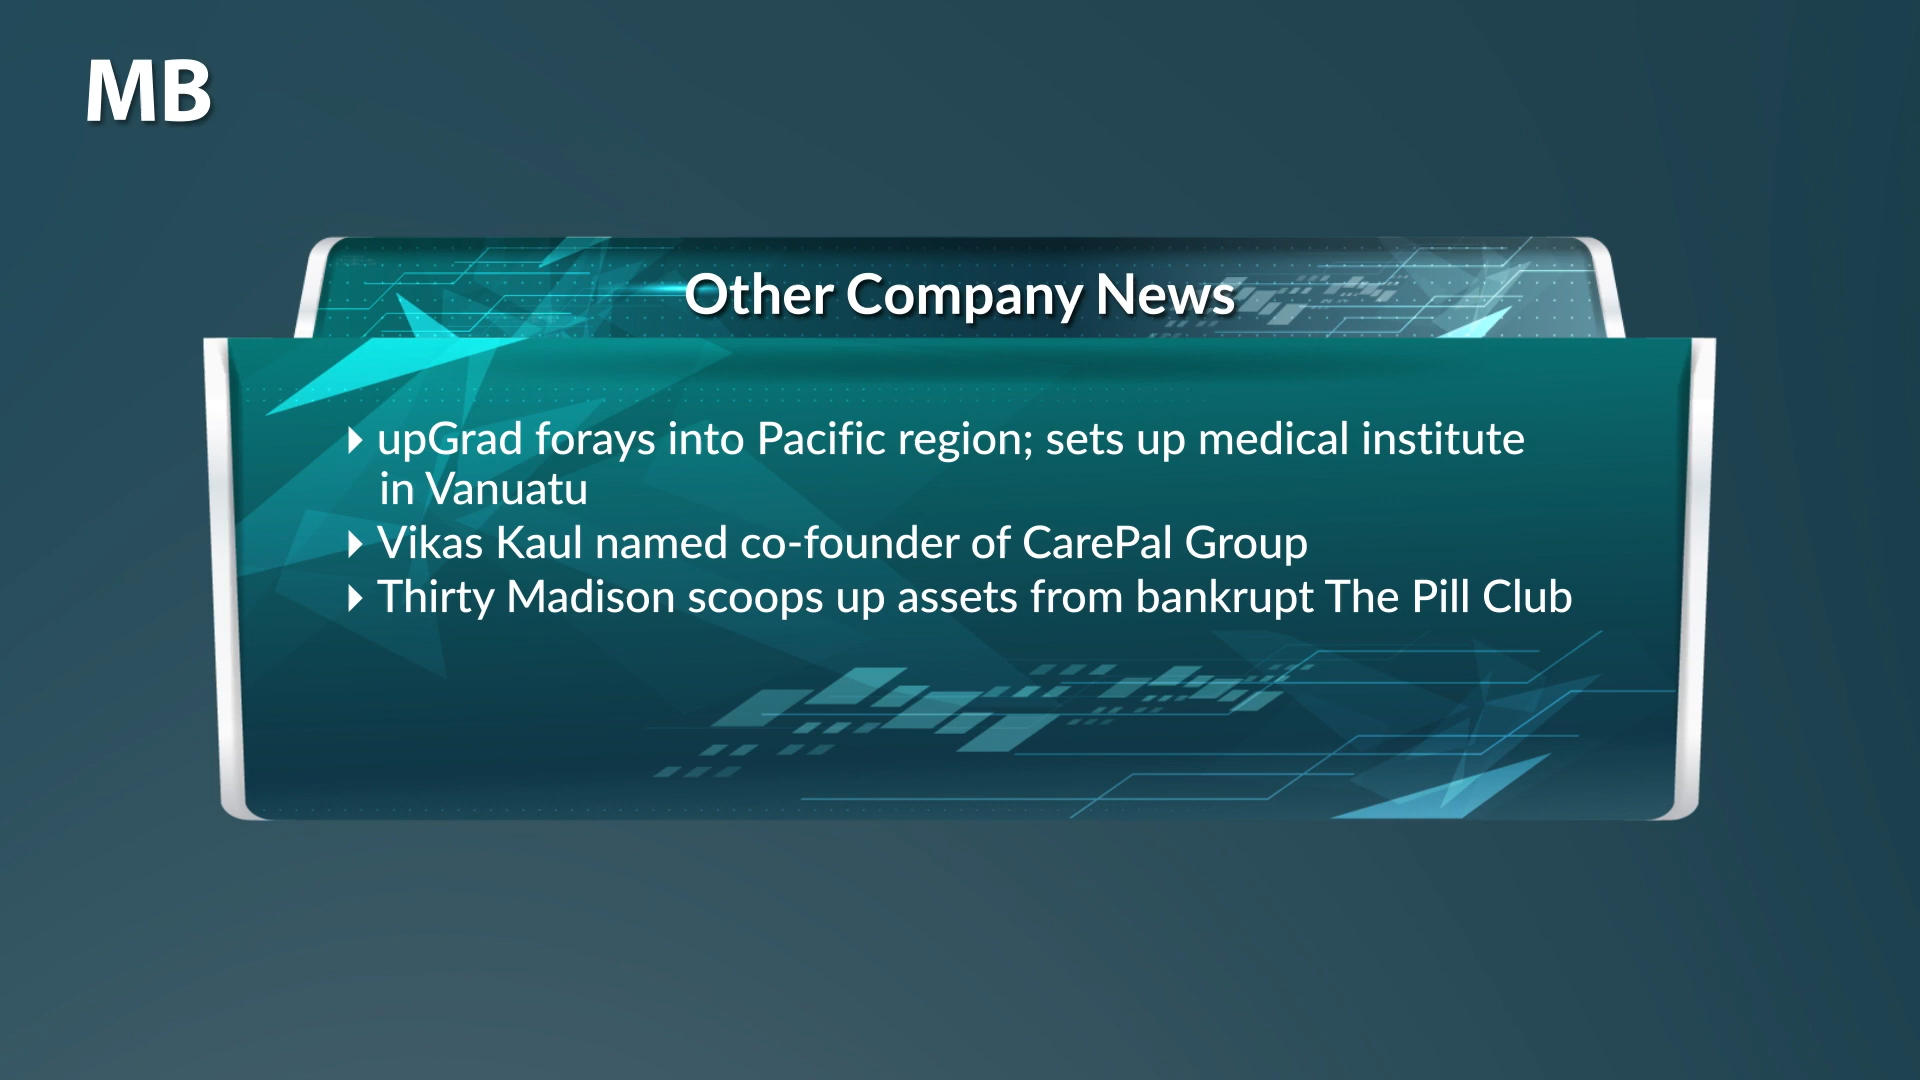 MB
Other Company News
upGrad forays into Pacific region; sets up medical institute
in Vanuatu
Vikas Kaul named co-founder of CarePal Group
Thirty Madison scoops up assets from bankrupt The Pill Club